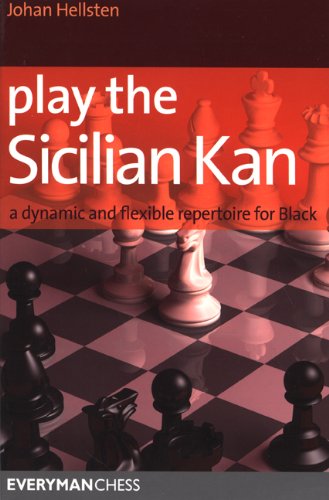 Johan Hellsten
play the
Sicilian Kan
a dynamic and flexible repertoire for Black
EVERYMANCHESS